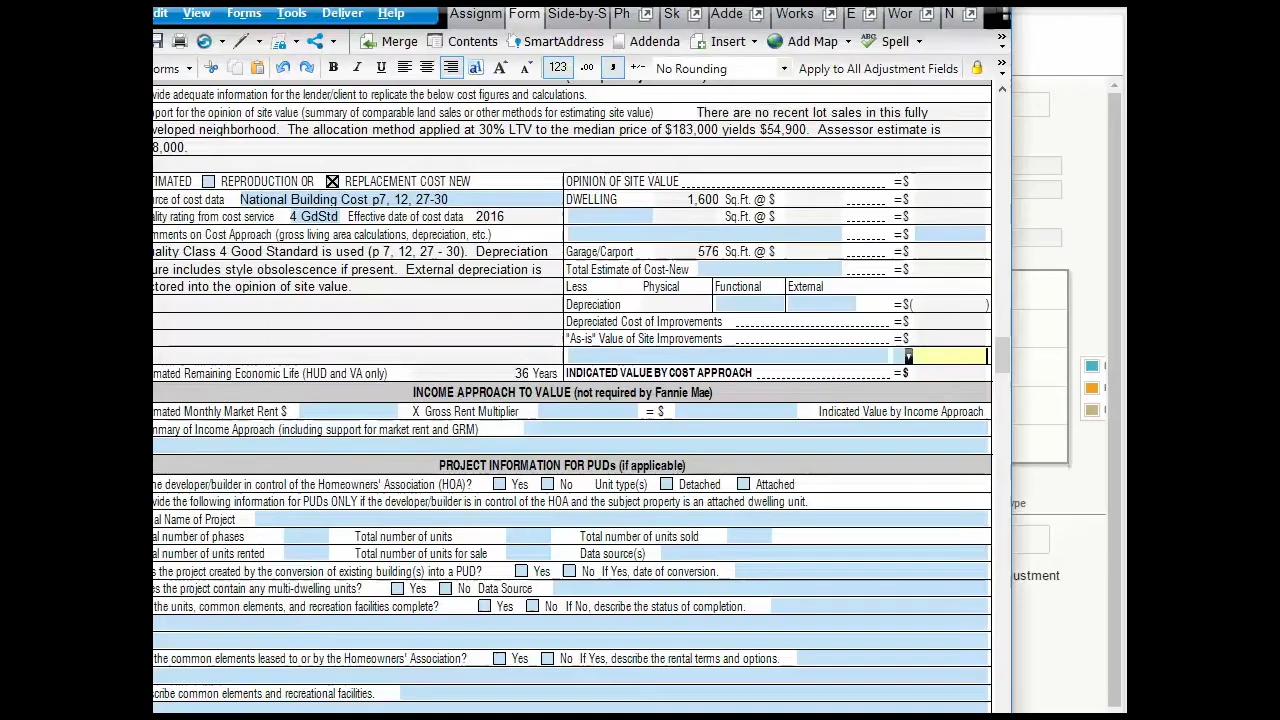 dit View Forms Tools Deliver Help Assignm Form Side-by-S Ph Sk Adde Works E Wor N
Merge Contents SmartAddress Addenda Insert Add Map Spell »
orms B I U al A A 123 .00 , +/- No Rounding Apply to All Adjustment Fields »
vide adequate information for the lender/client to replicate the below cost figures and calculations.
pport for the opinion of site value (summary of comparable land sales or other methods for estimating site value) There are no recent lot sales in this fully
veloped neighborhood. The allocation method applied at 30% LTV to the median price of $183,000 yields $54,900. Assessor estimate is
8,000.
TIMATED REPRODUCTION OR REPLACEMENT COST NEW OPINION OF SITE VALUE =$
urce of cost data National Building Cost p7, 12, 27-30 DWELLING 1,600 Sq.Ft. @ $ =$
ality rating from cost service 4 GdStd Effective date of cost data 2016 Sq.Ft. @ $ =$
mments on Cost Approach (gross living area calculations, depreciation, etc.) =$
uality Class 4 Good Standard is used (p 7, 12, 27 - 30). Depreciation Garage/Carport 576 Sq.Ft. @ $ =$
ure includes style obsolescence if present. External depreciation is Total Estimate of Cost-New =$
ctored into the opinion of site value. Less Physical Functional External
Depreciation =$( )
Depreciated Cost of Improvements =$
"As-is" Value of Site Improvements =$
mated Remaining Economic Life (HUD and VA only) 36 Years INDICATED VALUE BY COST APPROACH =$
INCOME APPROACH TO VALUE (not required by Fannie Mae)
mated Monthly Market Rent $ X Gross Rent Multiplier = $ Indicated Value by Income Approach
mmary of Income Approach (including support for market rent and GRM)
PROJECT INFORMATION FOR PUDs (if applicable)
he developer/builder in control of the Homeowners' Association (HOA)? Yes No Unit type(s) Detached Attached
vide the following information for PUDs ONLY if the developer/builder is in control of the HOA and the subject property is an attached dwelling unit.
al Name of Project
al number of phases Total number of units Total number of units sold
al number of units rented Total number of units for sale Data source(s)
s the project created by the conversion of existing building(s) into a PUD? Yes No If Yes, date of conversion.
es the project contain any multi-dwelling units? Yes No Data Source
the units, common elements, and recreation facilities complete? Yes No If No, describe the status of completion.
the common elements leased to or by the Homeowners' Association? Yes No If Yes, describe the rental terms and options.
scribe common elements and recreational facilities.
ype
ustment